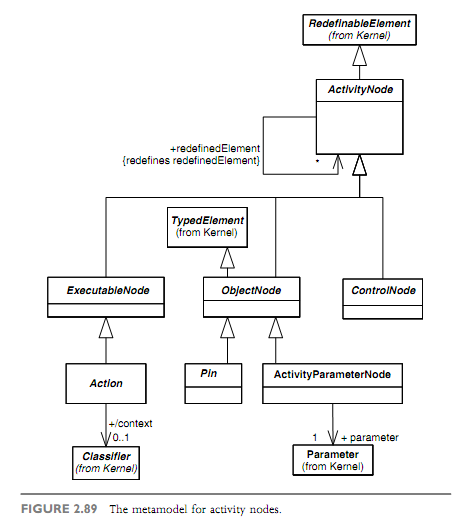 RedefinableElement
(from Kernel)
ActivityNode
+redefinedElement
{redefines redefinedElement}
*
TypedElement
(from Kernel)
ExecutableNode
ObjectNode
ControlNode
Action
Pin
ActivityParameterNode
+/context
0..1
1 + parameter
Classifier
(from Kernel)
Parameter
(from Kernel)
FIGURE 2.89 The metamodel for activity nodes.